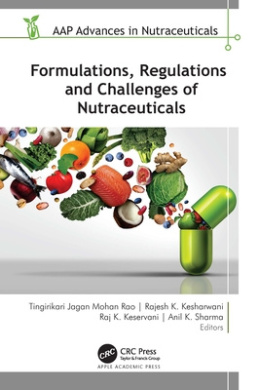 AAP Advances in Nutraceuticals
Formulations, Regulations
and Challenges of
Nutraceuticals
Tingirikari Jagan Mohan Rao | Rajesh K. Kesharwani
Raj K. Keservani | Anil K. Sharma
Editors
CRC Press
Taylor & Francis Group
APPLE ACADEMIC PRESS